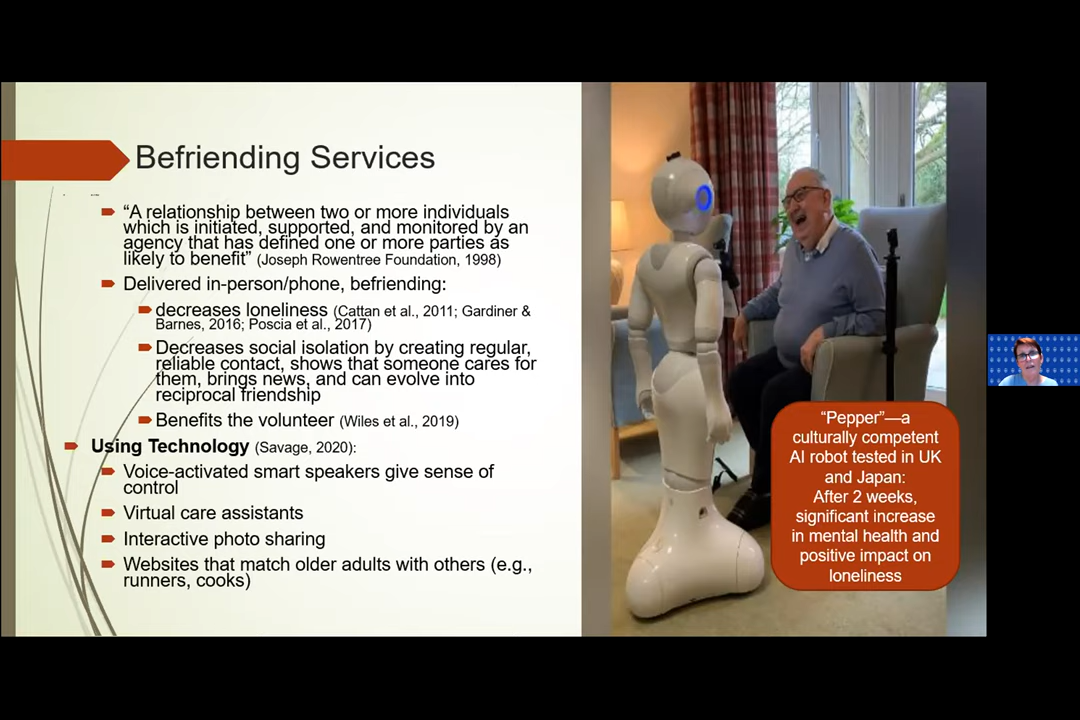 Befriending Services
“A relationship between two or more individuals
which is initiated, supported, and monitored by an
agency that has defined one or more parties as
likely to benefit” (Joseph Rowentree Foundation, 1998)
Delivered in-person/phone, befriending:
decreases loneliness (Cattan et al., 2011; Gardiner &
Barnes, 2016; Poscia et al., 2017)
Decreases social isolation by creating regular,
reliable contact, shows that someone cares for
them, brings news, and can evolve into
reciprocal friendship
Benefits the volunteer (Wiles et al., 2019)
Using Technology (Savage, 2020):
Voice-activated smart speakers give sense of
control
Virtual care assistants
Interactive photo sharing
Websites that match older adults with others (e.g.,
runners, cooks)
“Pepper”—a
culturally competent
AI robot tested in UK
and Japan:
After 2 weeks,
significant increase
in mental health and
positive impact on
loneliness